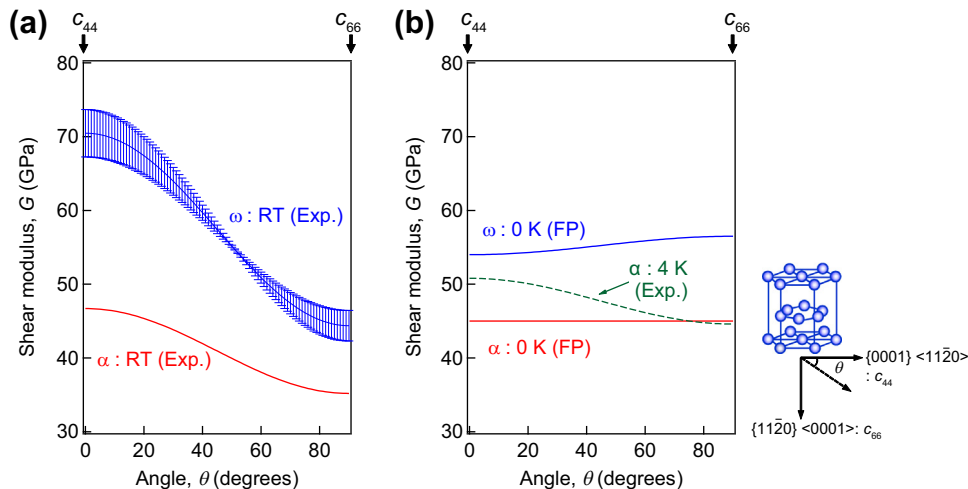 (a)
c44
c66
80
70
60
50
40
30
Shear modulus, G (GPa)
ω : RT (Exp.)
α : RT (Exp.)
0
20
40
60
80
Angle, θ (degrees)
(b)
c44
c66
80
70
60
50
40
30
Shear modulus, G (GPa)
ω : 0 K (FP)
α : 4 K
(Exp.)
α : 0 K (FP)
0
20
40
60
80
Angle, θ (degrees)
θ
{0001} <112̄0>
: c44
{112̄0} <0001>: c66